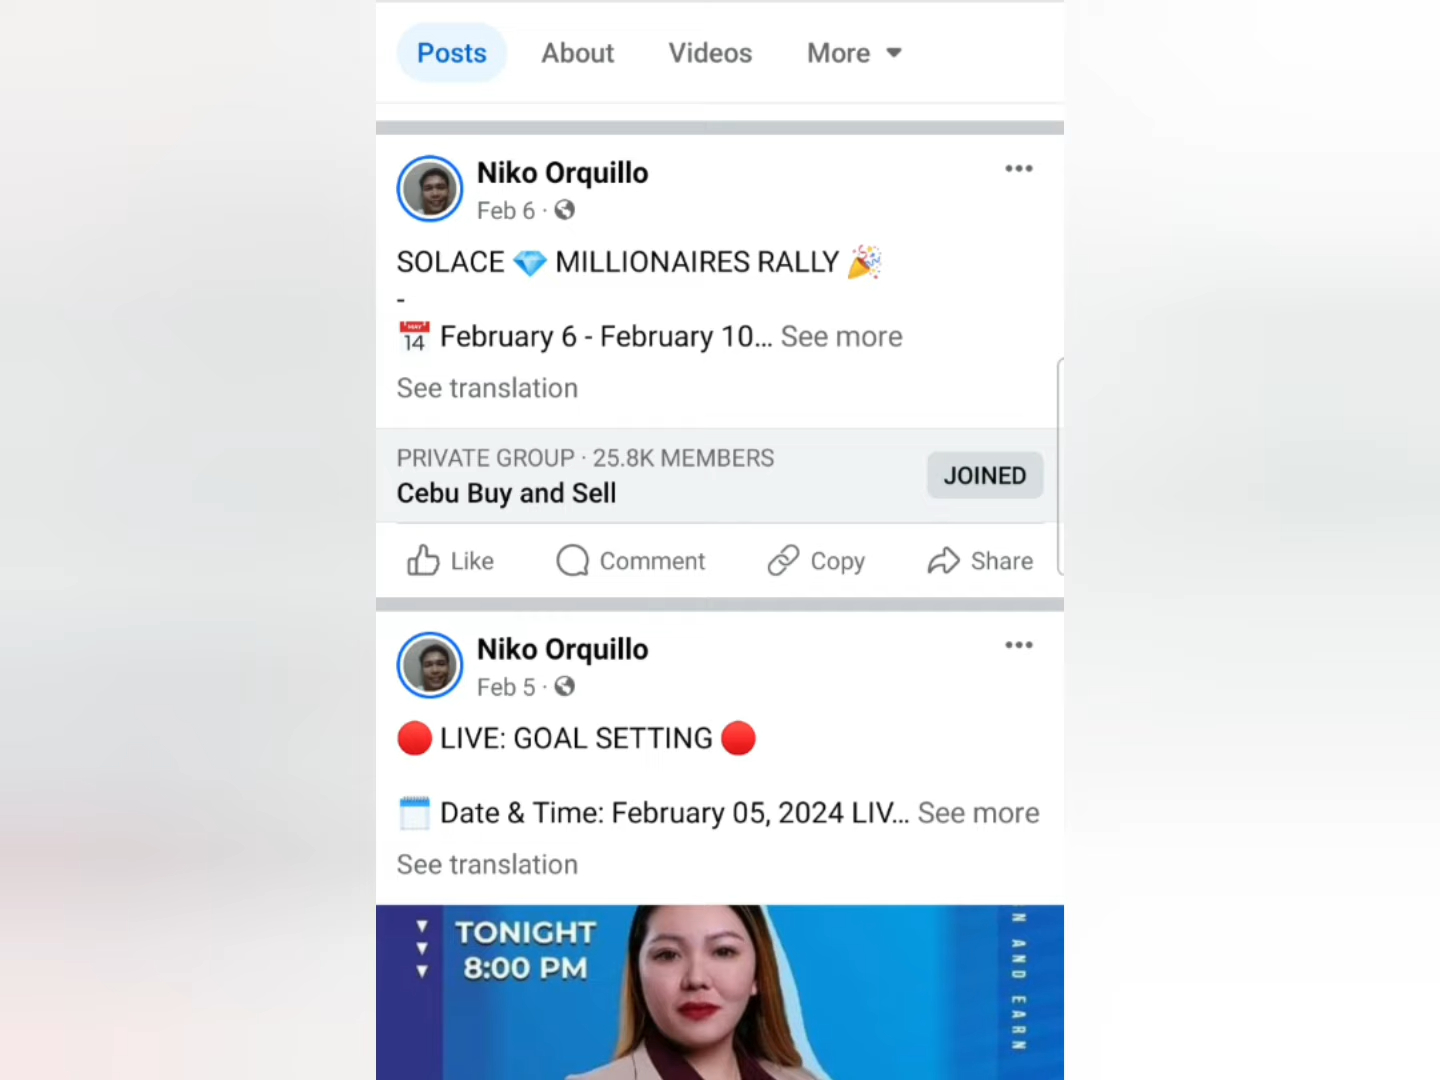 Posts About Videos More
Niko Orquillo
Feb 6 ·
SOLACE 💎 MILLIONAIRES RALLY 🎉
-
📅 February 6 - February 10... See more
See translation
PRIVATE GROUP · 25.8K MEMBERS
Cebu Buy and Sell
JOINED
Like Comment Copy Share
Niko Orquillo
Feb 5 ·
🔴 LIVE: GOAL SETTING 🔴
🗓️ Date & Time: February 05, 2024 LIV... See more
See translation
TONIGHT
8:00 PM
AND EARN